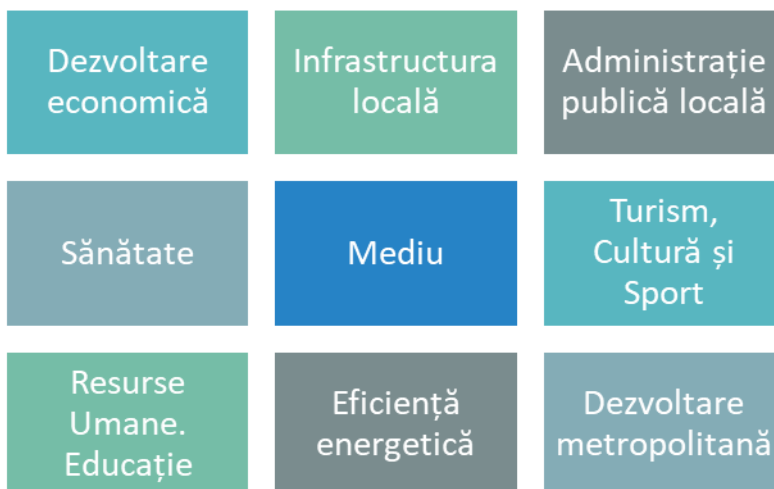 Dezvoltare
economică
Infrastructura
locală
Administrație
publică locală
Sănătate
Mediu
Turism,
Cultură și
Sport
Resurse
Umane.
Educație
Eficiență
energetică
Dezvoltare
metropolitană